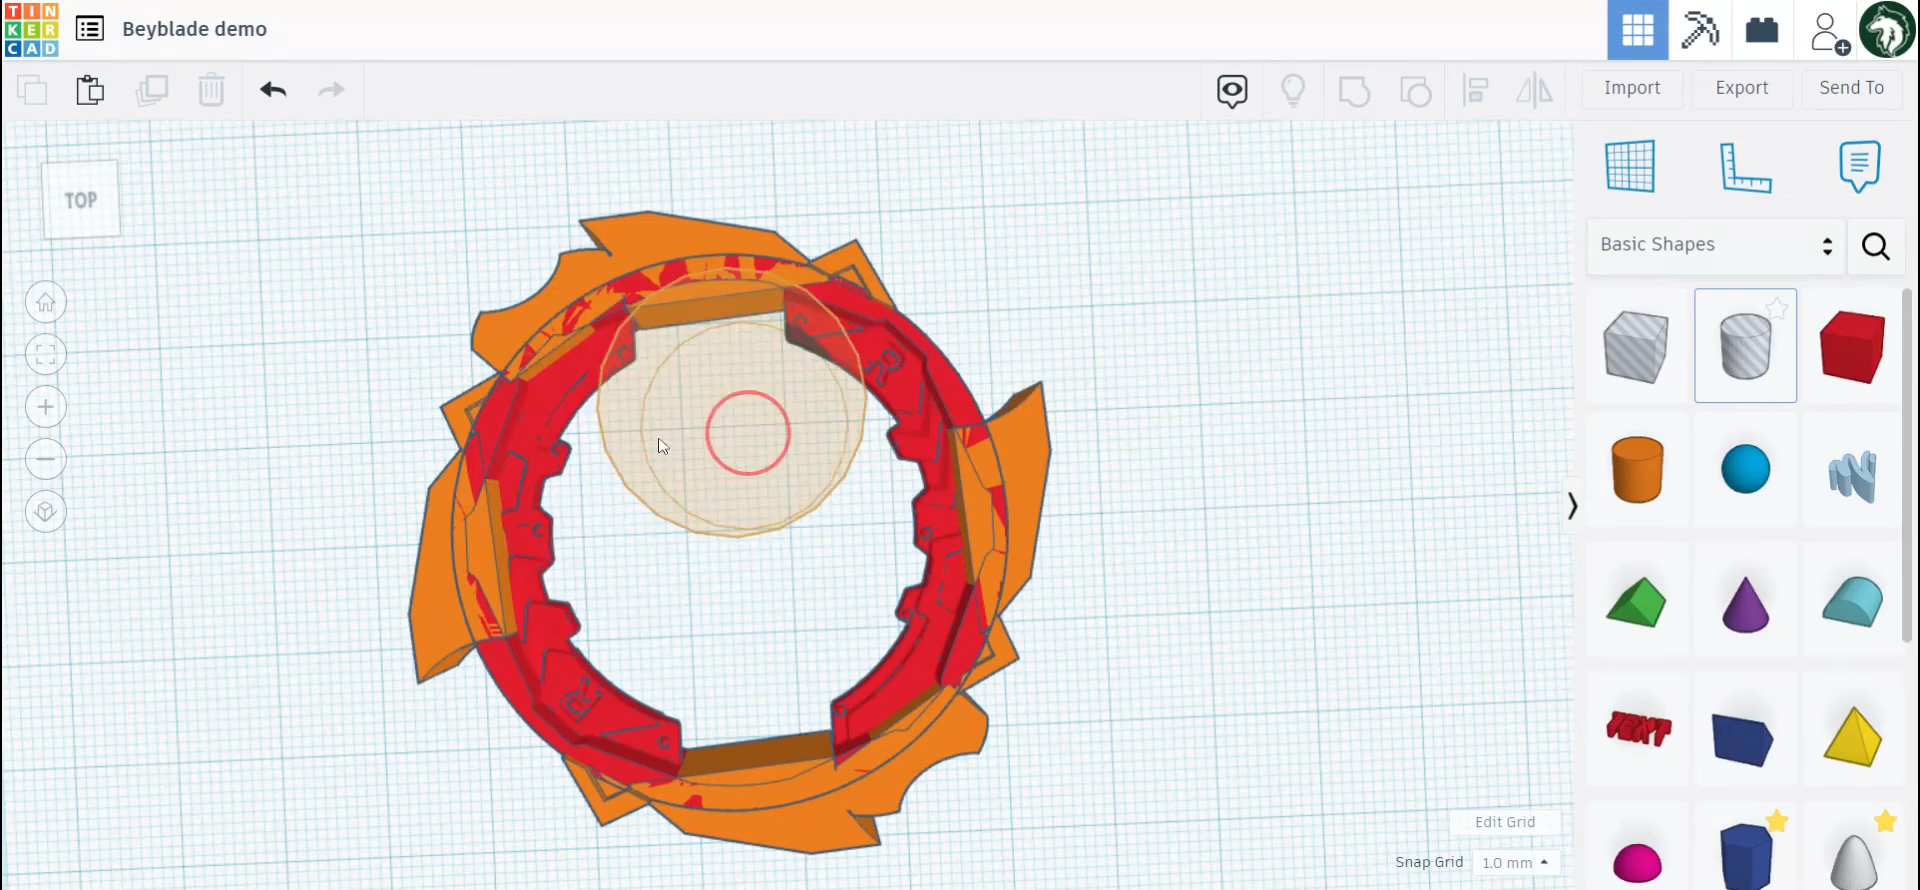 TIN
KER
CAD
Beyblade demo
Import
Export
Send To
TOP
Basic Shapes
R
R
TEXT
Edit Grid
Snap Grid
1.0 mm